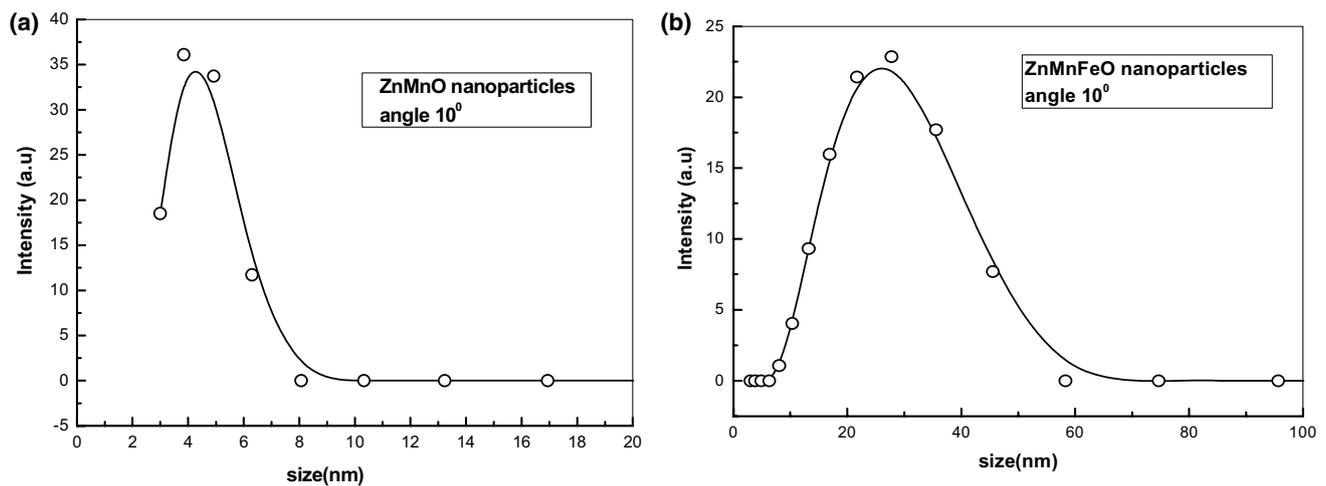 (a)
40
35
30
25
20
15
10
5
0
-5
Intensity (a.u)
ZnMnO nanoparticles
angle 10⁰
0 2 4 6 8 10 12 14 16 18 20
size(nm)
(b)
25
20
15
10
5
0
Intensity (a.u)
ZnMnFeO nanoparticles
angle 10⁰
0 20 40 60 80 100
size(nm)